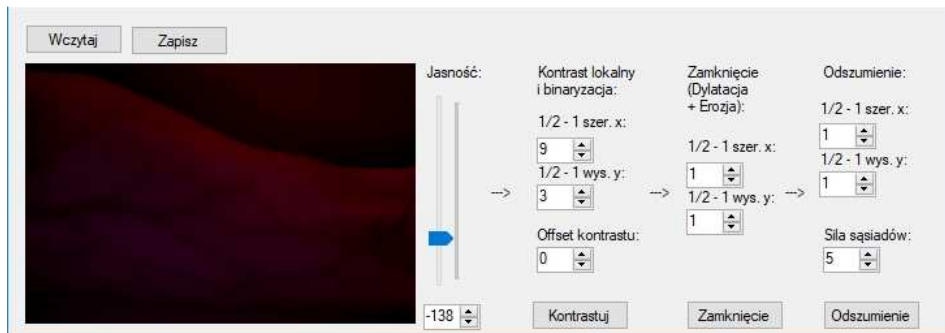 Wczytaj
Zapisz
Jasność:
-138
Kontrast lokalny
i binaryzacja:
1/2 - 1 szer. x:
9
1/2 - 1 wys. y:
3
Offset kontrastu:
0
Kontrastuj
-->
Zamknięcie
(Dylatacja
+ Erozja):
1/2 - 1 szer. x:
1
1/2 - 1 wys. y:
1
Zamknięcie
-->
-->
Odszumienie:
1/2 - 1 szer. x:
1
1/2 - 1 wys. y:
1
Sila sąsiadów:
5
Odszumienie